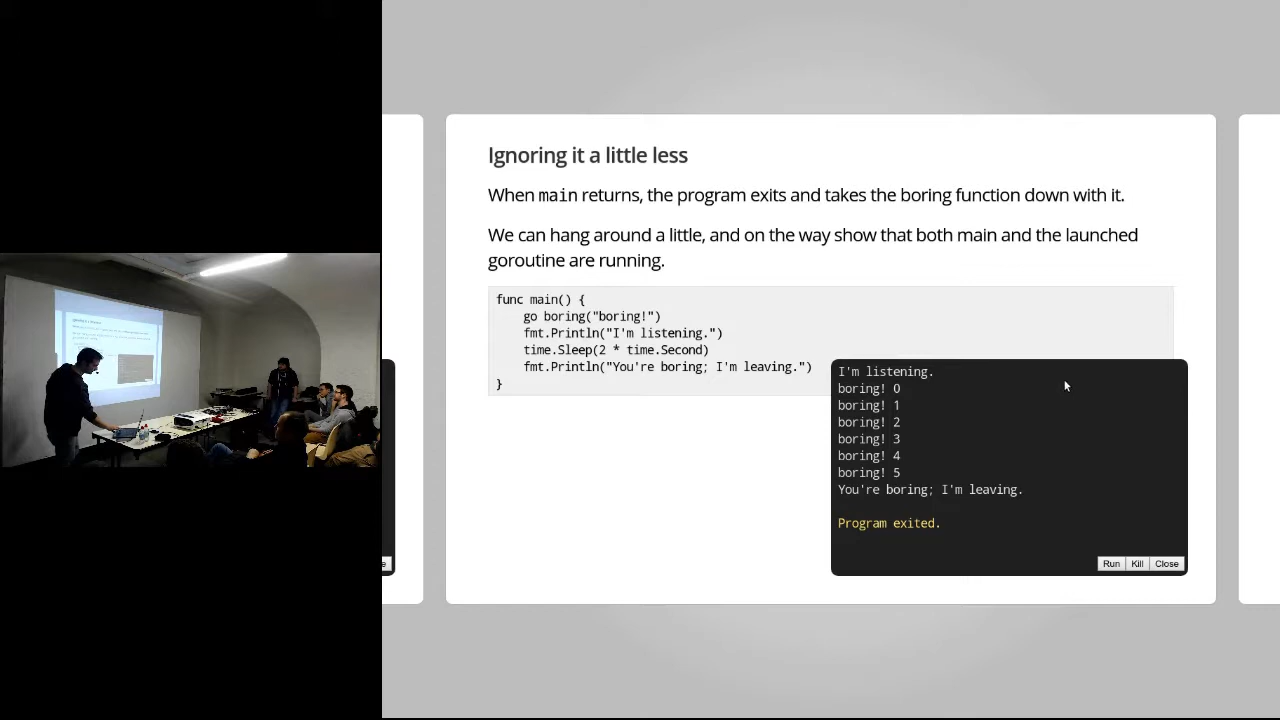 Ignoring it a little less
When main returns, the program exits and takes the boring function down with it.
We can hang around a little, and on the way show that both main and the launched
goroutine are running.
func main() {
    go boring("boring!")
    fmt.Println("I'm listening.")
    time.Sleep(2 * time.Second)
    fmt.Println("You're boring; I'm leaving.")
}
I'm listening.
boring! 0
boring! 1
boring! 2
boring! 3
boring! 4
boring! 5
You're boring; I'm leaving.
Program exited.
Run Kill Close